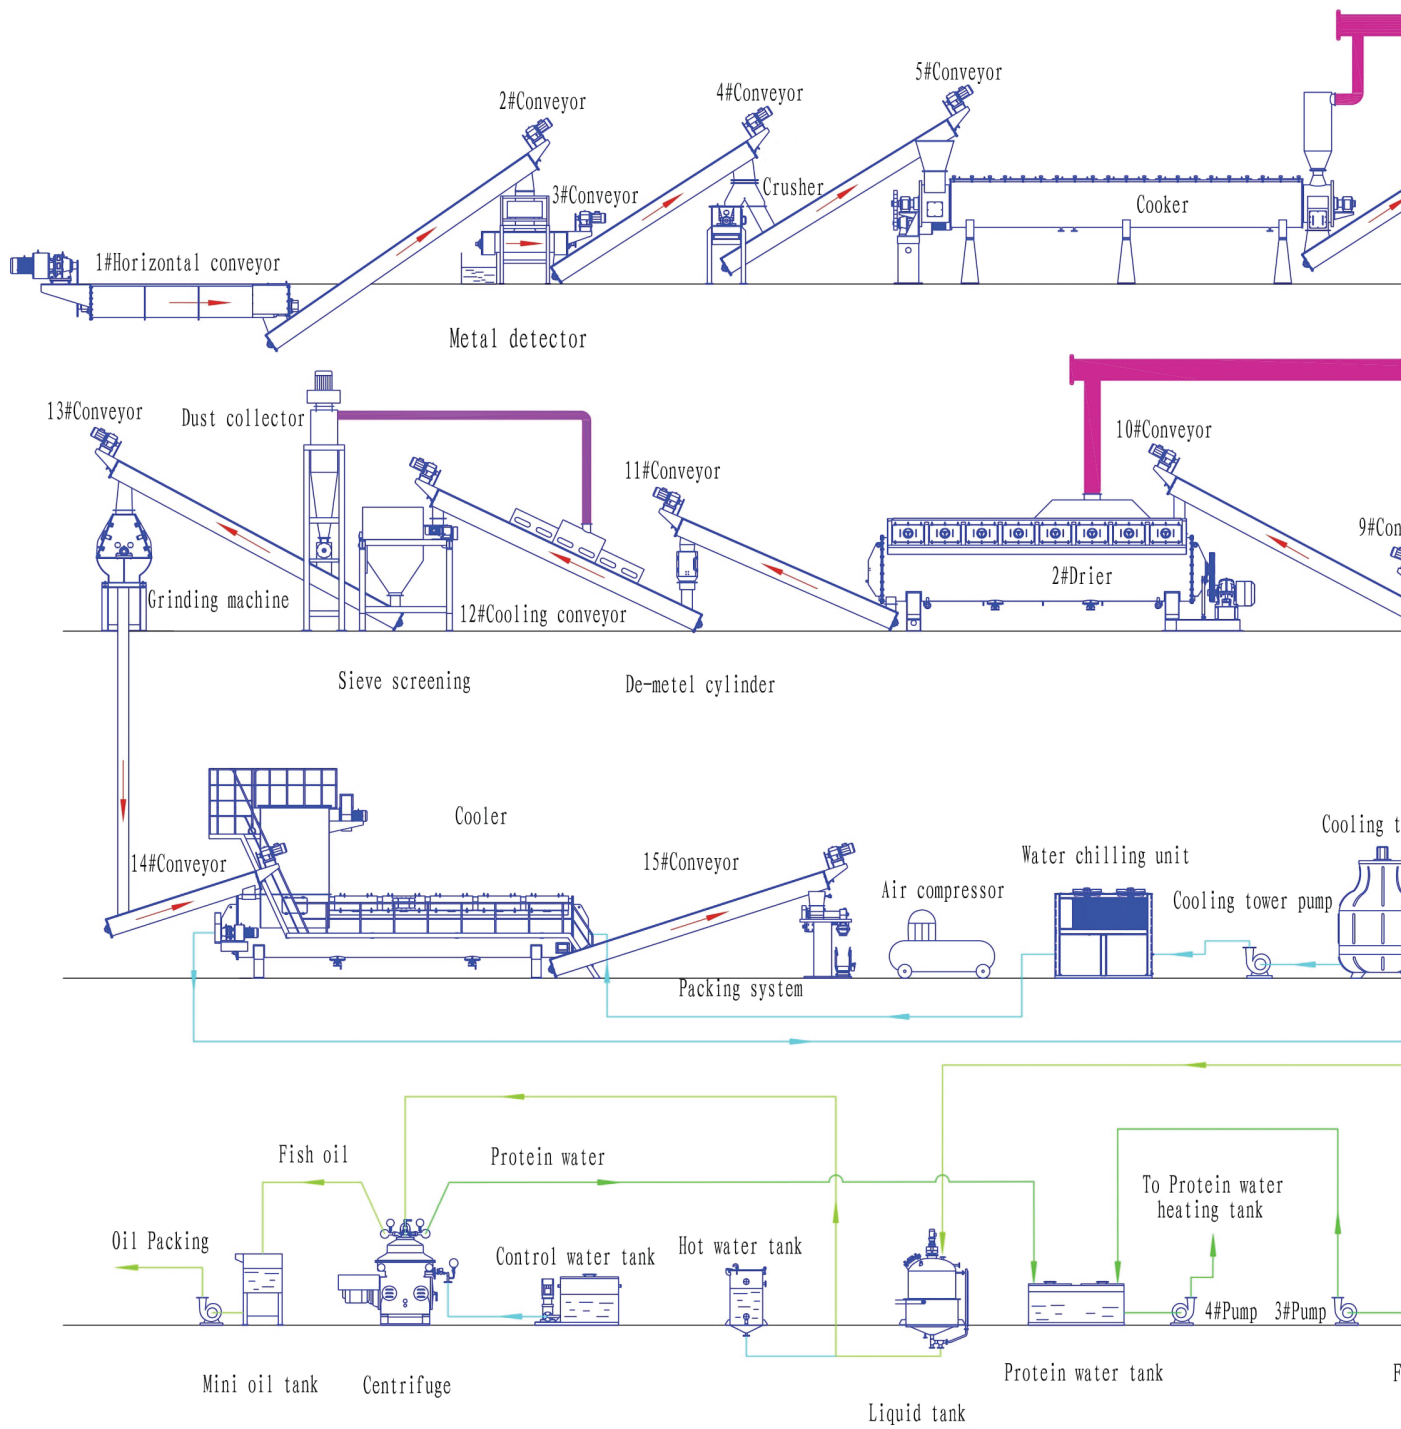 5#Conveyor
2#Conveyor
4#Conveyor
3#Conveyor
Crusher
Cooker
1#Horizontal conveyor
Metal detector
13#Conveyor
Dust collector
10#Conveyor
11#Conveyor
9#Con
2#Drier
Grinding machine
12#Cooling conveyor
Sieve screening
De-metel cylinder
Cooler
Cooling t
14#Conveyor
15#Conveyor
Water chilling unit
Air compressor
Cooling tower pump
Packing system
Fish oil
Protein water
To Protein water
heating tank
Oil Packing
Control water tank
Hot water tank
4#Pump
3#Pump
Mini oil tank
Centrifuge
Protein water tank
F
Liquid tank